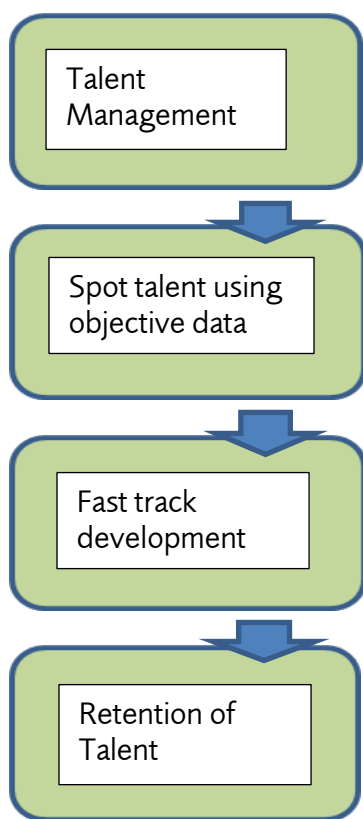 Talent
Management
Spot talent using
objective data
Fast track
development
Retention of
Talent